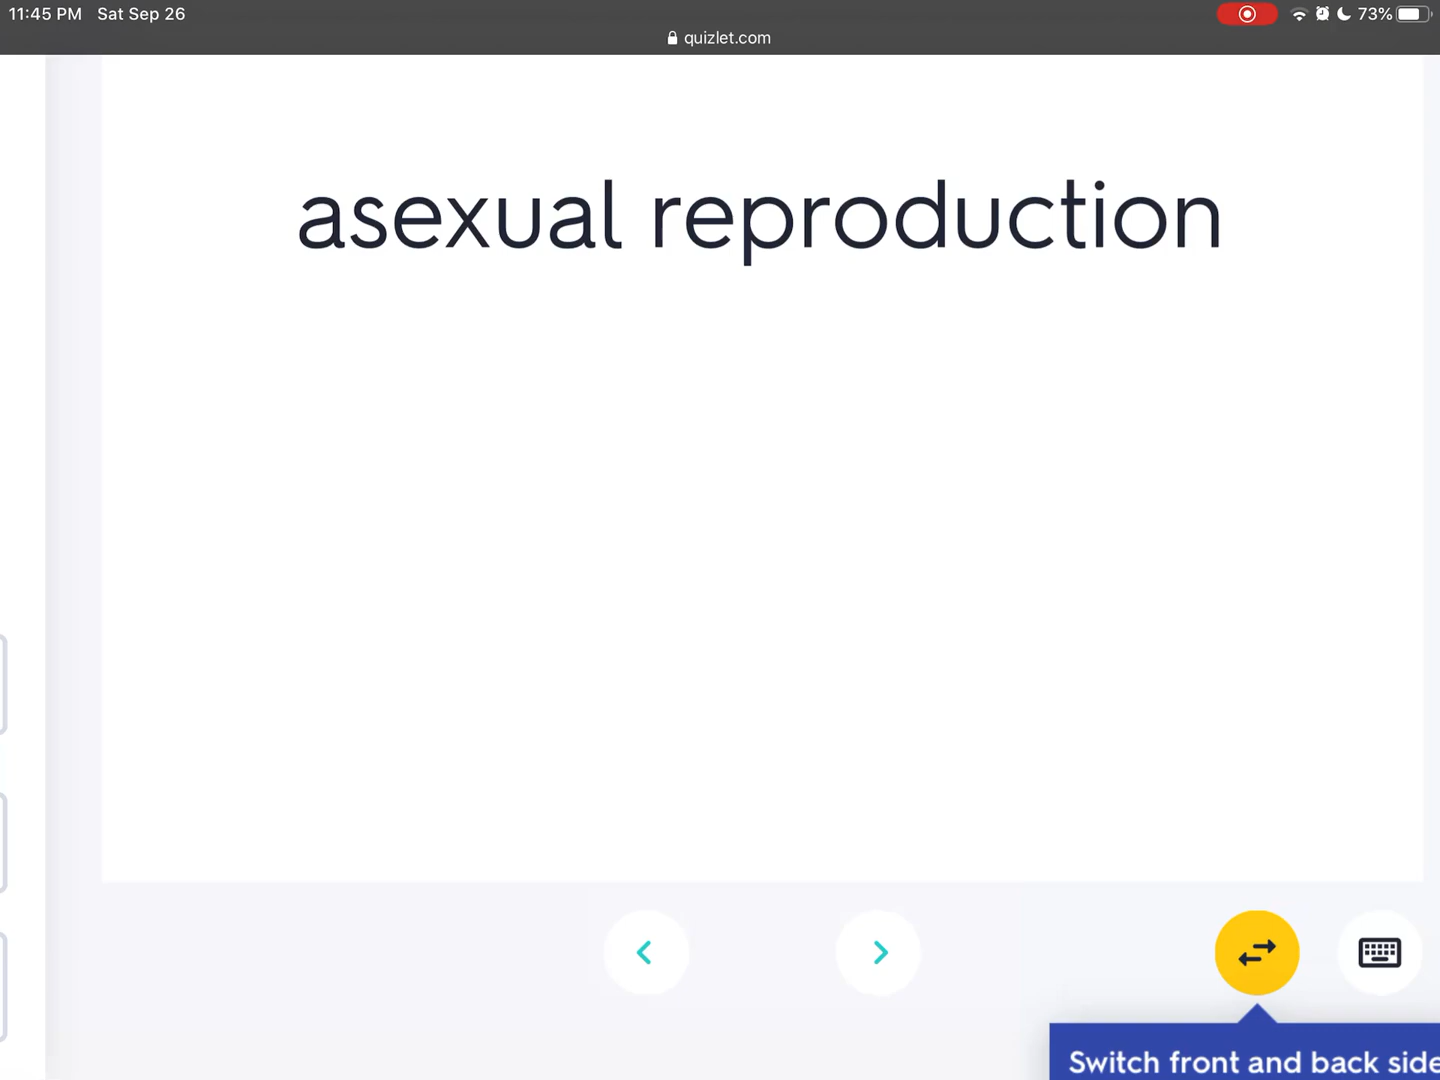 11:45 PM Sat Sep 26
73%
quizlet.com
asexual reproduction
Switch front and back side